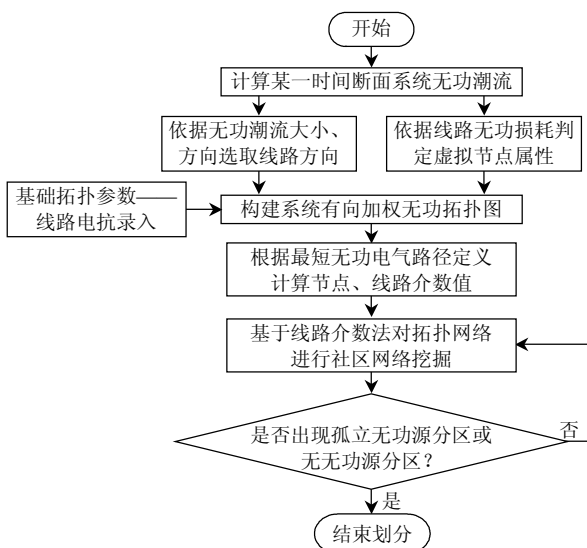 开始
计算某一时间断面系统无功潮流
依据无功潮流大小、
方向选取线路方向
依据线路无功损耗判
定虚拟节点属性
基础拓扑参数——
线路电抗录入
构建系统有向加权无功拓扑图
根据最短无功电气路径定义
计算节点、线路介数值
基于线路介数法对拓扑网络
进行社区网络挖掘
是否出现孤立无功源分区或
无无功源分区？
否
是
结束划分